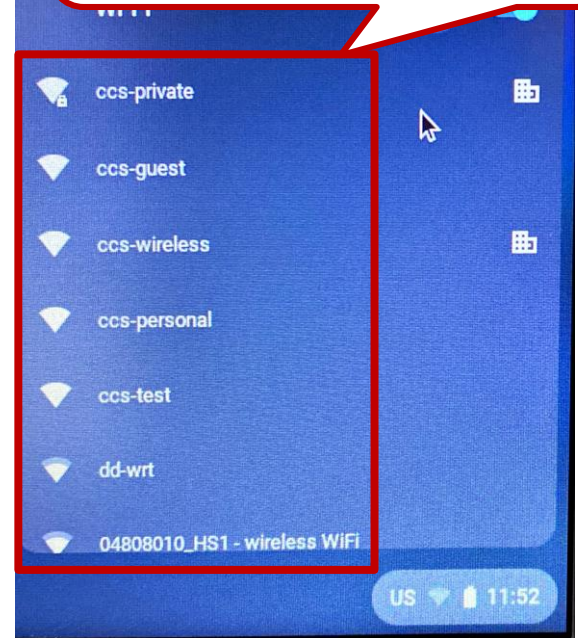 ccs-private
ccs-guest
ccs-wireless
ccs-personal
ccs-test
dd-wrt
04808010_HS1 - wireless WiFi
US 11:52